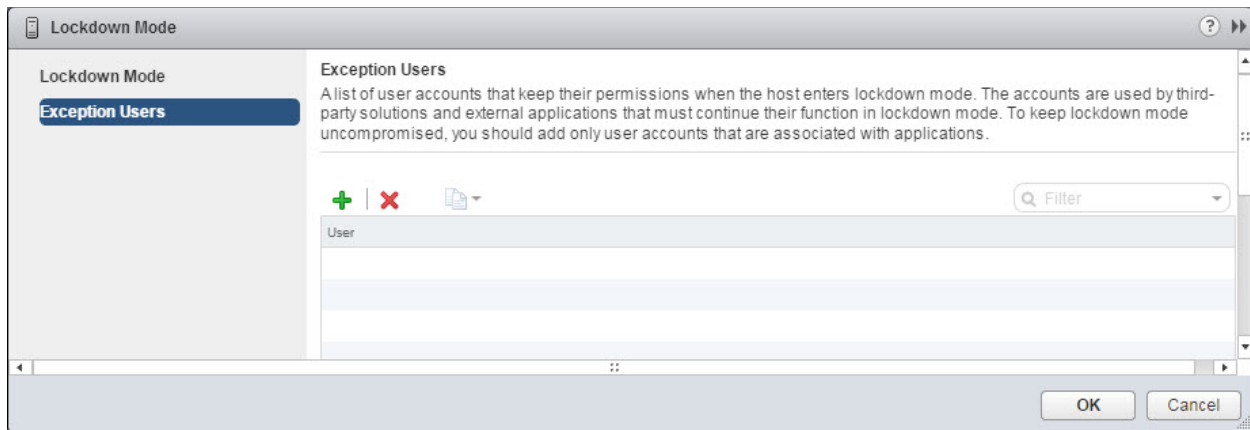 Lockdown Mode
?
Lockdown Mode
Exception Users
Exception Users
A list of user accounts that keep their permissions when the host enters lockdown mode. The accounts are used by third-
party solutions and external applications that must continue their function in lockdown mode. To keep lockdown mode
uncompromised, you should add only user accounts that are associated with applications.
Filter
User
OK
Cancel